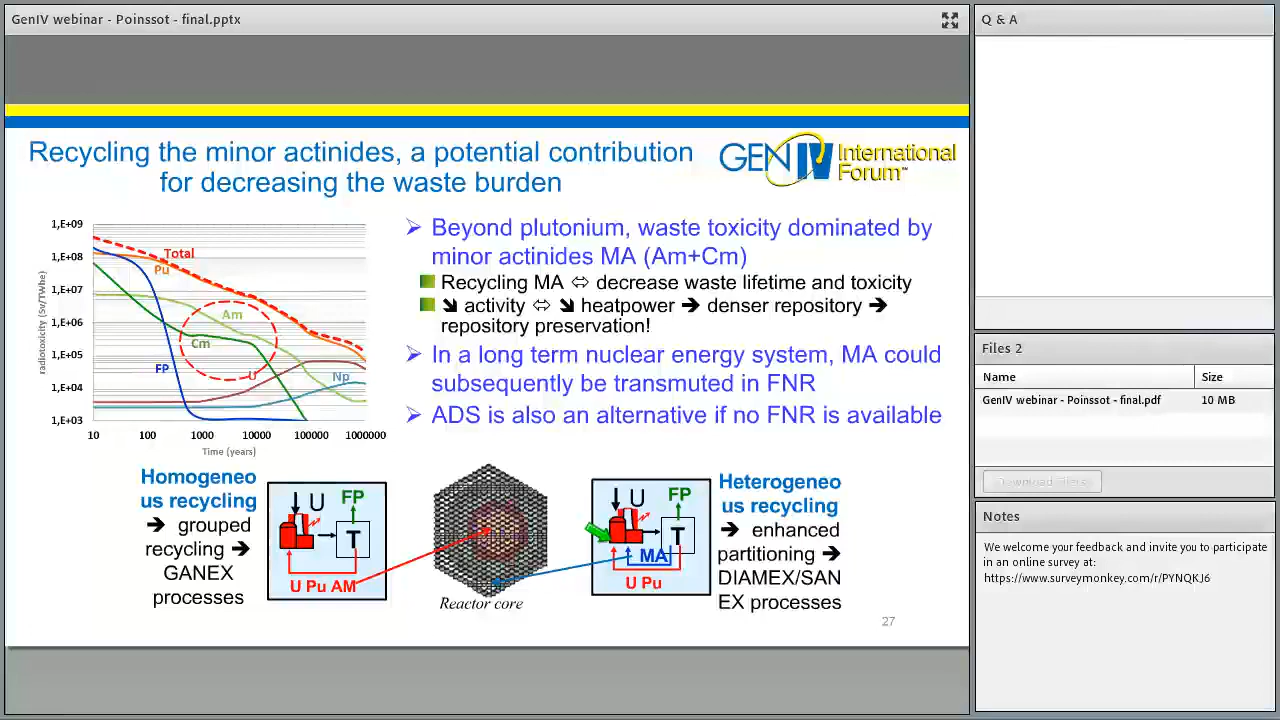 GenIV webinar - Poinssot - final.pptx
Recycling the minor actinides, a potential contribution
for decreasing the waste burden
GEN IV International
Forum™
1,E+09
1,E+08
1,E+07
1,E+06
1,E+05
1,E+04
1,E+03
radiotoxicity (Sv/TWhe)
Total
Pu
Am
Cm
FP
U
Np
10
100
1000
10000
100000
1000000
Time (years)
➢ Beyond plutonium, waste toxicity dominated by
minor actinides MA (Am+Cm)
Recycling MA ⇔ decrease waste lifetime and toxicity
➘ activity ⇔ ➘ heatpower ➔ denser repository ➔
repository preservation!
➢ In a long term nuclear energy system, MA could
subsequently be transmuted in FNR
➢ ADS is also an alternative if no FNR is available
Homogeneo
us recycling
➔ grouped
recycling ➔
GANEX
processes
U
FP
T
U Pu AM
Reactor core
U
FP
T
MA
U Pu
Heterogeneo
us recycling
➔ enhanced
partitioning ➔
DIAMEX/SAN
EX processes
27
Q & A
Files 2
Name
Size
GenIV webinar - Poinssot - final.pdf
10 MB
Download Files
Notes
We welcome your feedback and invite you to participate
in an online survey at:
https://www.surveymonkey.com/r/PYNQKJ6